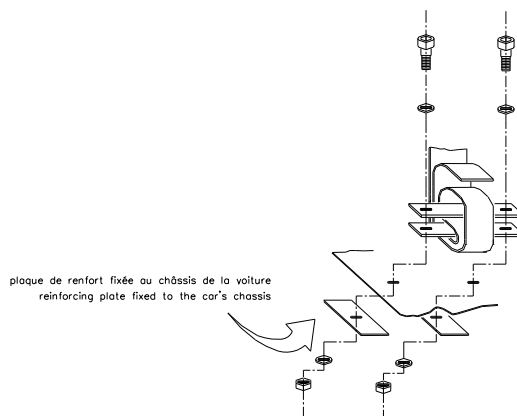 plaque de renfort fixée au châssis de la voiture
reinforcing plate fixed to the car's chassis